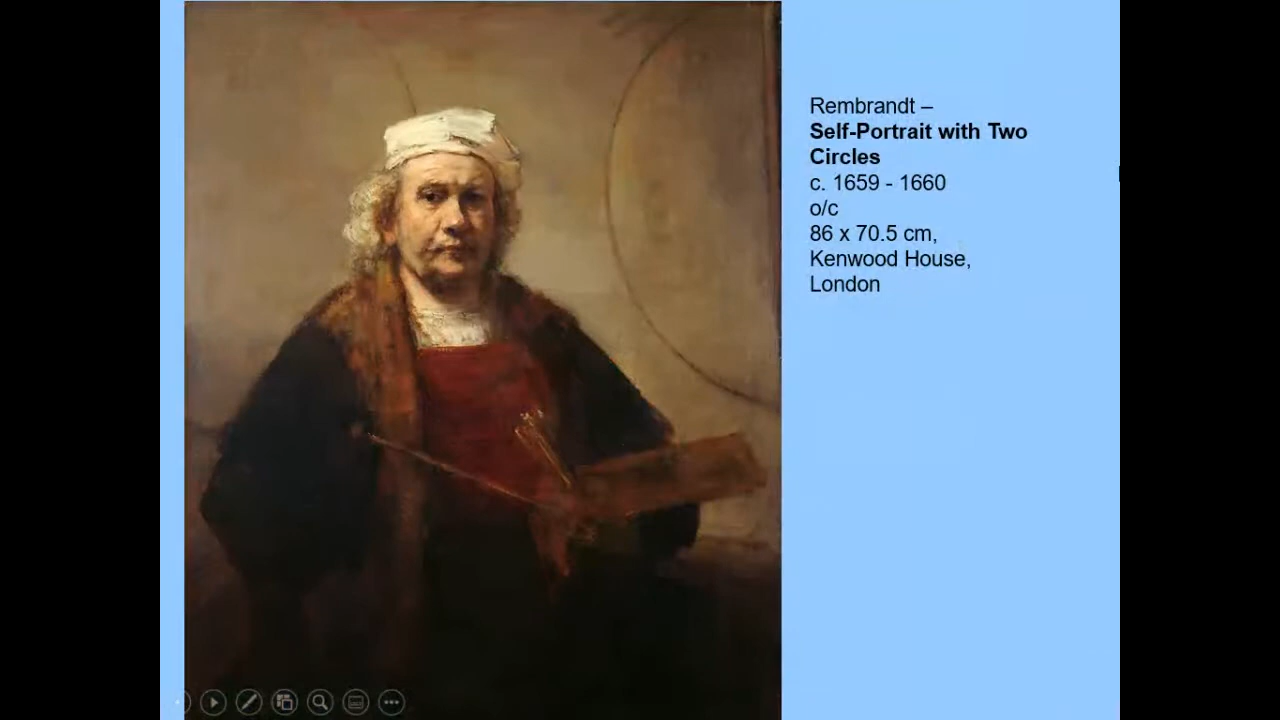 Rembrandt –
Self-Portrait with Two
Circles
c. 1659 - 1660
o/c
86 x 70.5 cm,
Kenwood House,
London